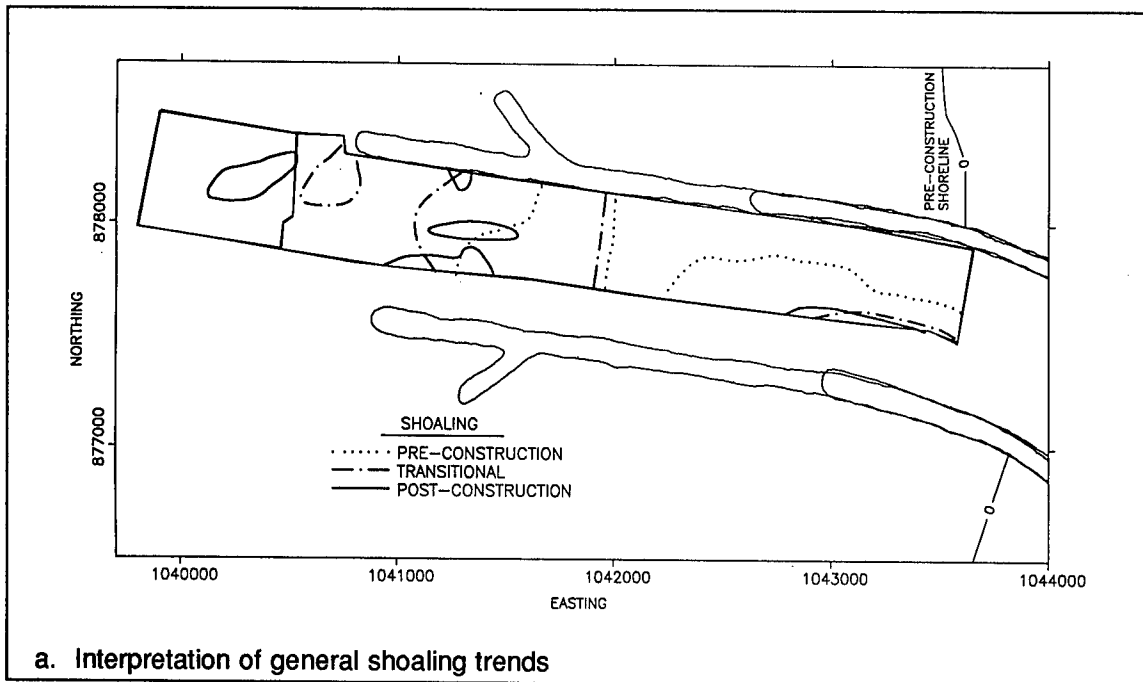 PRE-CONSTRUCTION
SHORELINE
0
NORTHING
878000
877000
SHOALING
PRE-CONSTRUCTION
TRANSITIONAL
POST-CONSTRUCTION
0
1040000
1041000
1042000
1043000
1044000
EASTING
a. Interpretation of general shoaling trends